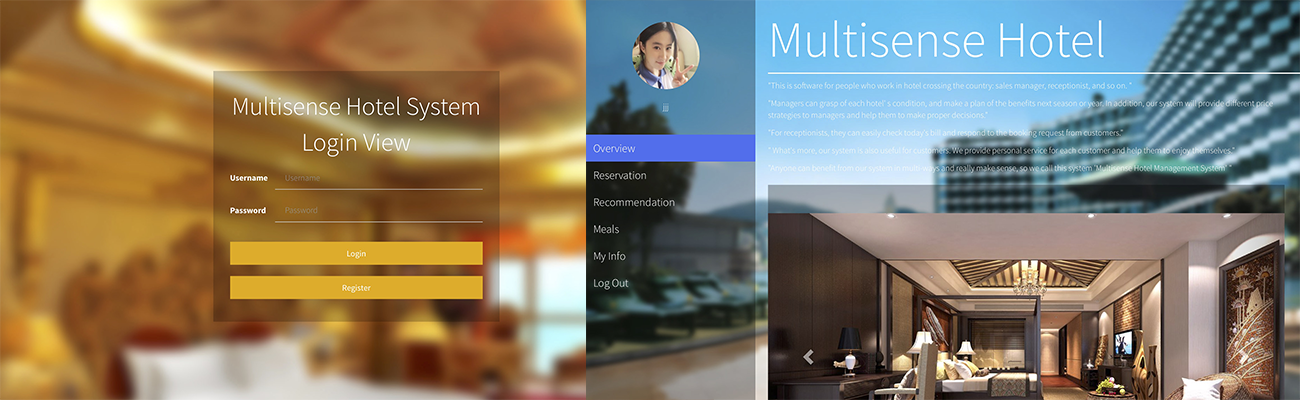 Multisense Hotel System
Login View
Username
Username
Password
Password
Login
Register
jjj
Overview
Reservation
Recommendation
Meals
My Info
Log Out
Multisense Hotel
"This is software for people who work in hotel crossing the country: sales manager, receptionist, and so on. "
"Managers can grasp of each hotel' s condition, and make a plan of the benefits next season or year. In addition, our system will provide different price
strategies to managers and help them to make proper decisions."
"For receptionists, they can easily check today's bill and respond to the booking request from customers."
" What's more, our system is also useful for customers. We provide personal service for each customer and help them to enjoy themselves."
"Anyone can benefit from our system in multi-ways and really make sense, so we call this system 'Multisense Hotel Management System' "